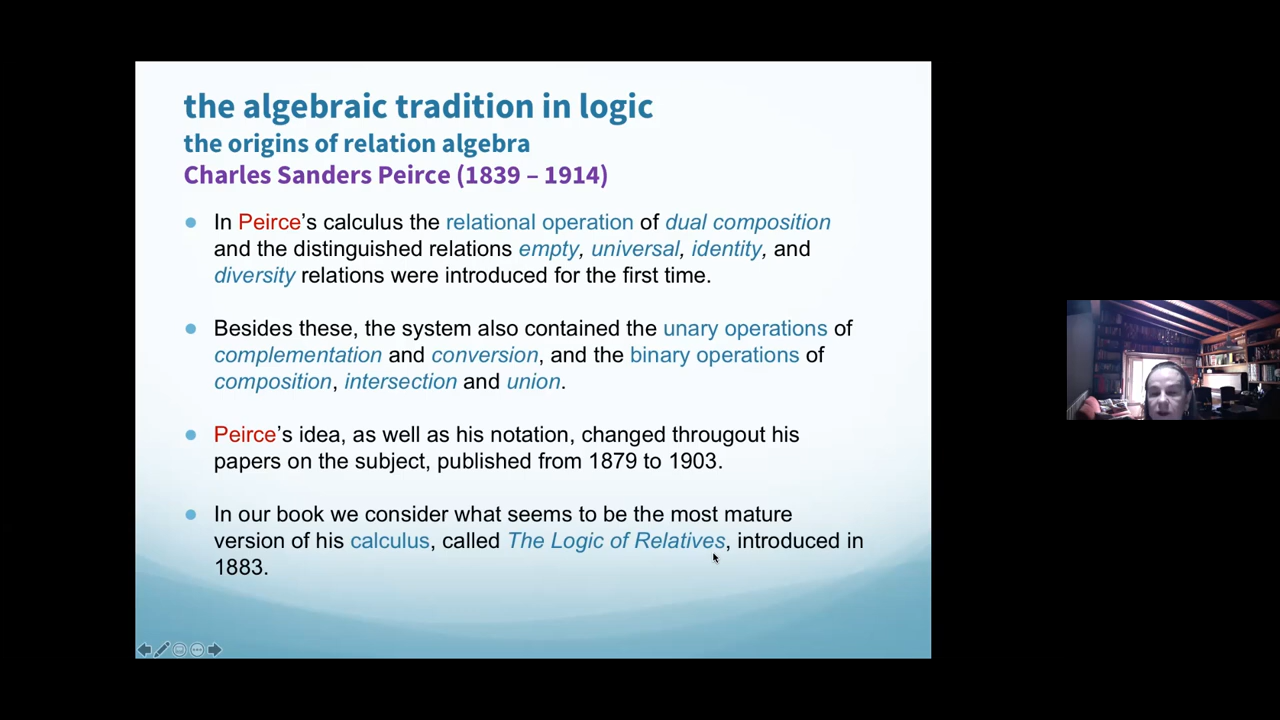 the algebraic tradition in logic
the origins of relation algebra
Charles Sanders Peirce (1839 – 1914)
● In Peirce's calculus the relational operation of dual composition
and the distinguished relations empty, universal, identity, and
diversity relations were introduced for the first time.
● Besides these, the system also contained the unary operations of
complementation and conversion, and the binary operations of
composition, intersection and union.
● Peirce's idea, as well as his notation, changed througout his
papers on the subject, published from 1879 to 1903.
● In our book we consider what seems to be the most mature
version of his calculus, called The Logic of Relatives, introduced in
1883.